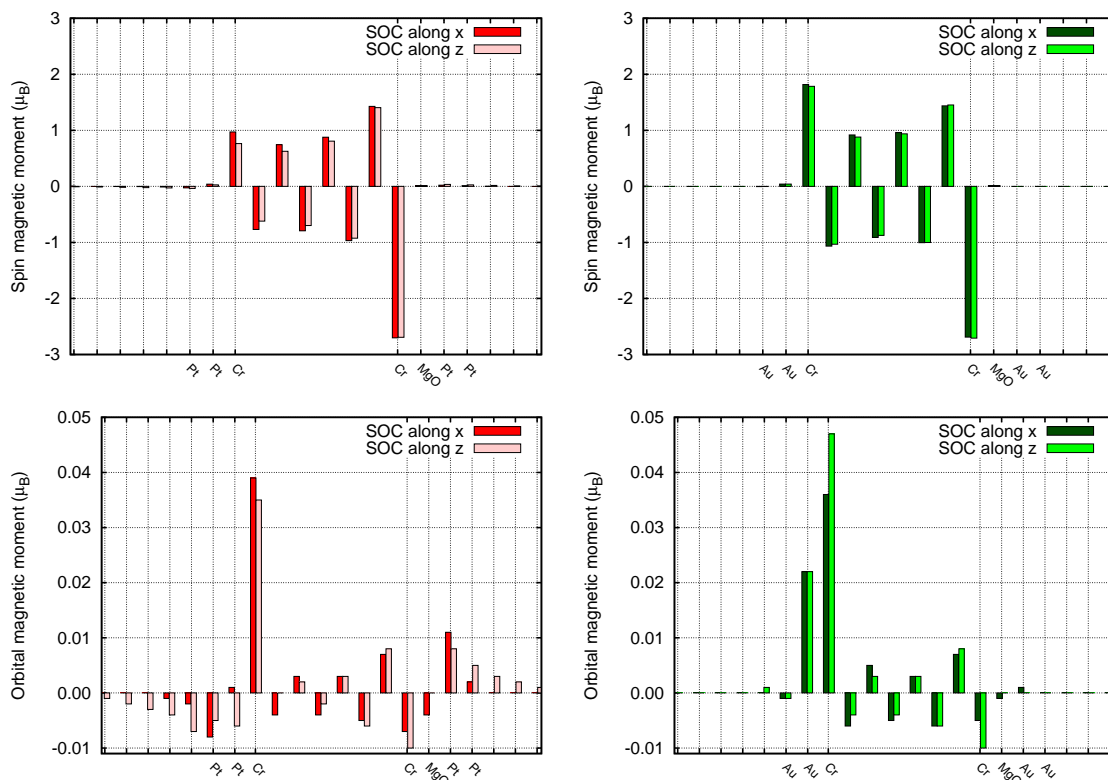 3
2
1
0
-1
-2
-3
Spin magnetic moment (μB)
SOC along x
SOC along z
Pt
Pt
Cr
Cr
MgO
Pt
Pt
3
2
1
0
-1
-2
-3
Spin magnetic moment (μB)
SOC along x
SOC along z
Au
Au
Cr
Cr
MgO
Au
Au
0.05
0.04
0.03
0.02
0.01
0.00
-0.01
Orbital magnetic moment (μB)
SOC along x
SOC along z
Pt
Pt
Cr
Cr
MgO
Pt
Pt
0.05
0.04
0.03
0.02
0.01
0.00
-0.01
Orbital magnetic moment (μB)
SOC along x
SOC along z
Au
Au
Cr
Cr
MgO
Au
Au